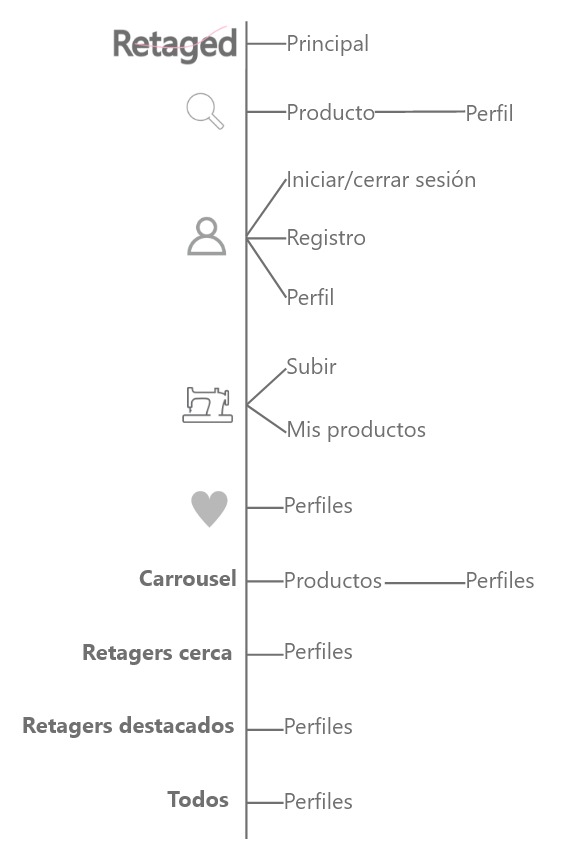 Retaged Principal
Producto Perfil
Iniciar/cerrar sesión
Registro
Perfil
Subir
Mis productos
Perfiles
Carrousel Productos Perfiles
Retagers cerca Perfiles
Retagers destacados Perfiles
Todos Perfiles